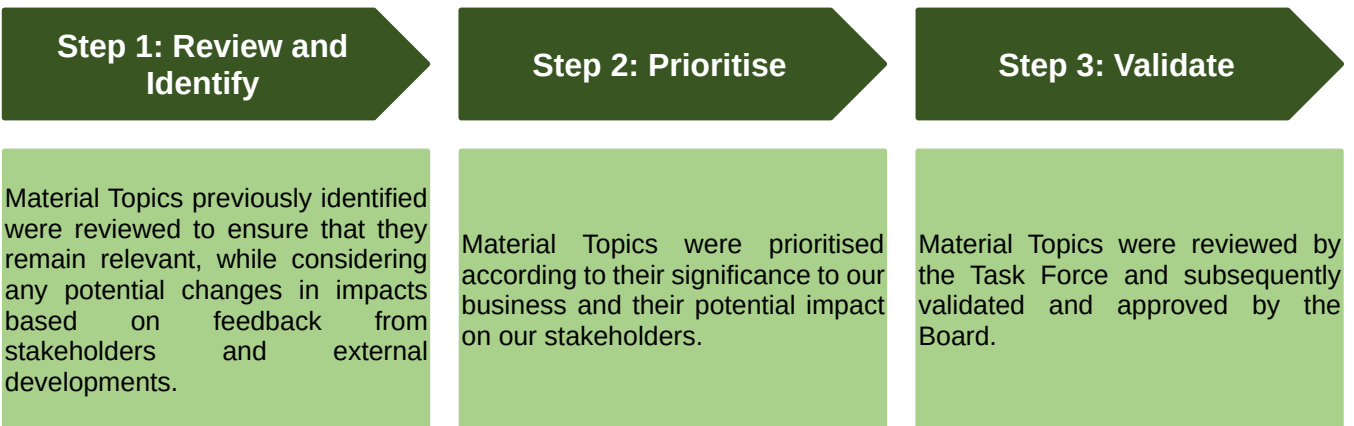 Step 1: Review and
Identify
Step 2: Prioritise
Step 3: Validate
Material Topics previously identified
were reviewed to ensure that they
remain relevant, while considering
any potential changes in impacts
based on feedback from
stakeholders and external
developments.
Material Topics were prioritised
according to their significance to our
business and their potential impact
on our stakeholders.
Material Topics were reviewed by
the Task Force and subsequently
validated and approved by the
Board.